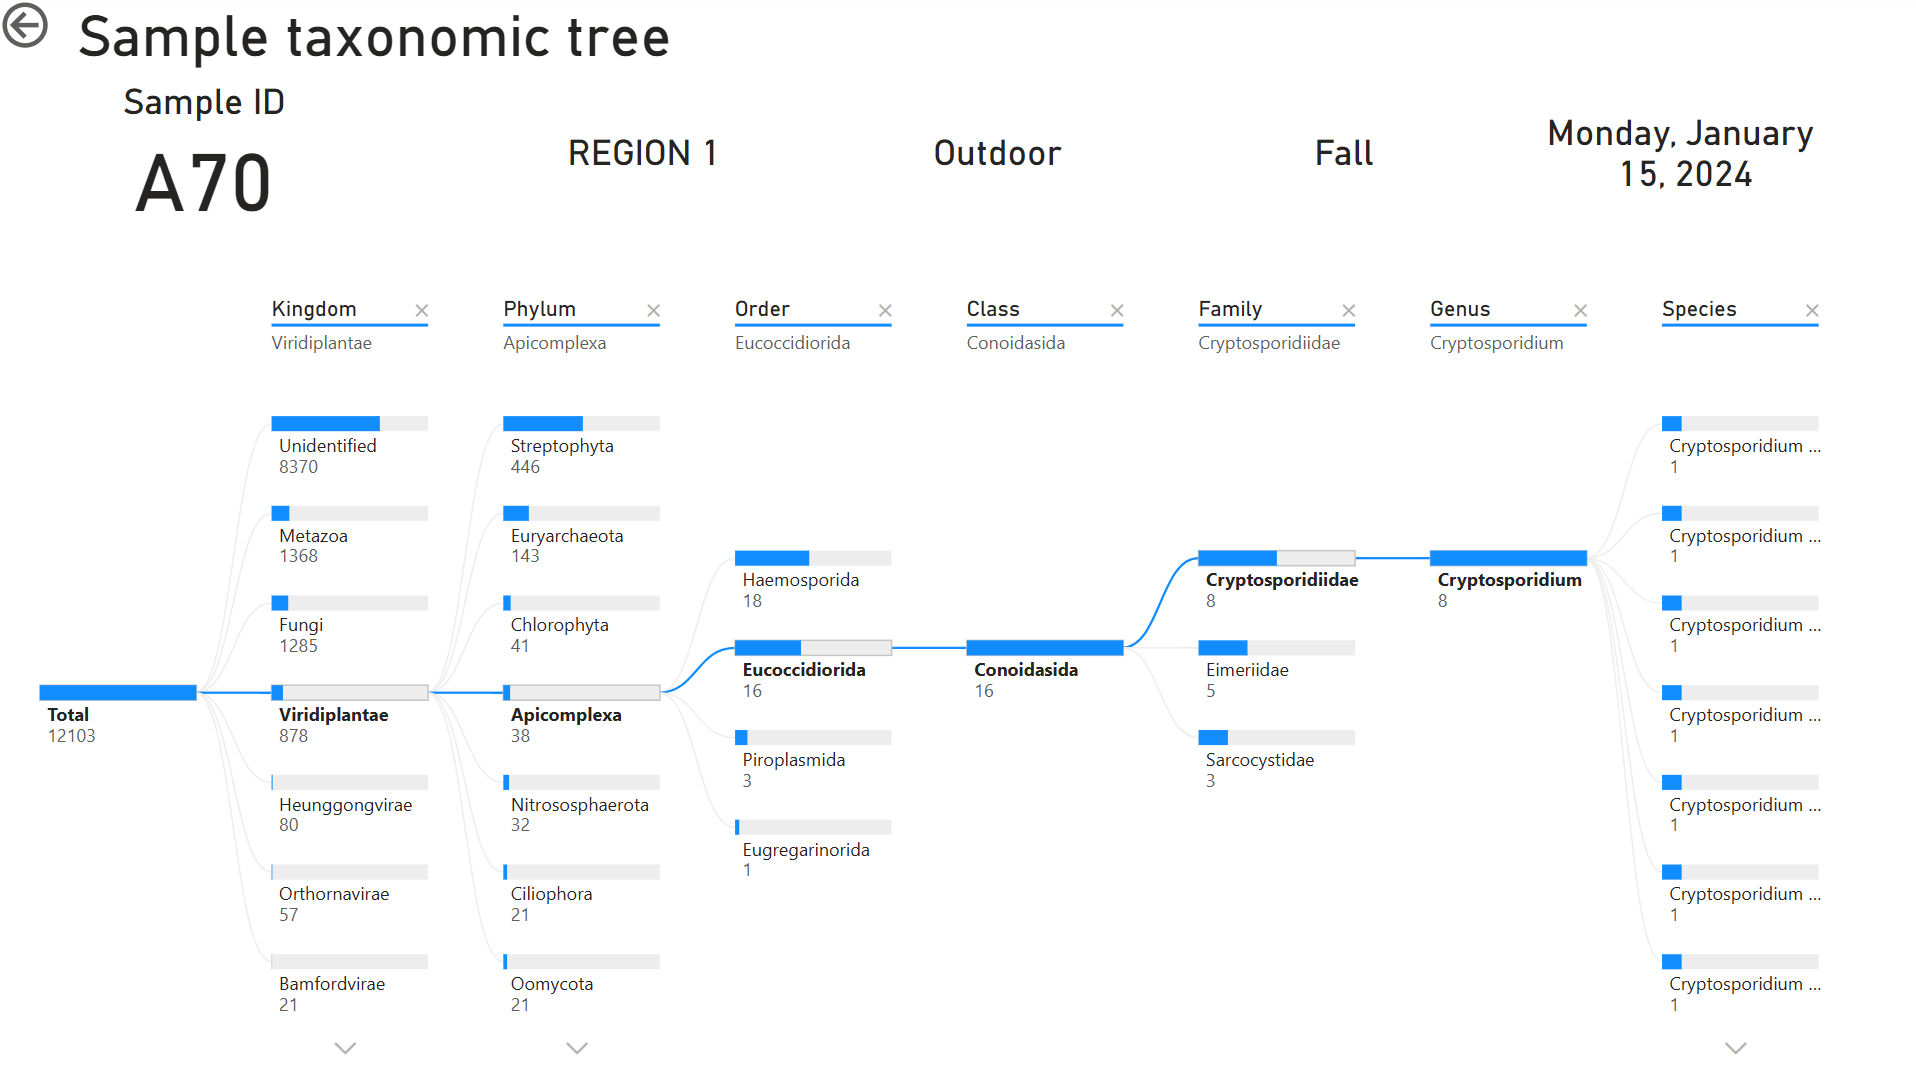 Sample taxonomic tree
Sample ID
A70
REGION 1
Outdoor
Fall
Monday, January
15, 2024
Kingdom
Viridiplantae
Phylum
Apicomplexa
Order
Eucoccidiorida
Class
Conoidasida
Family
Cryptosporidiidae
Genus
Cryptosporidium
Species
Total
12103
Unidentified
8370
Metazoa
1368
Fungi
1285
Viridiplantae
878
Heunggongvirae
80
Orthornavirae
57
Bamfordvirae
21
Streptophyta
446
Euryarchaeota
143
Chlorophyta
41
Apicomplexa
38
Nitrososphaerota
32
Ciliophora
21
Oomycota
21
Haemosporida
18
Eucoccidiorida
16
Piroplasmida
3
Eugregarinorida
1
Conoidasida
16
Cryptosporidiidae
8
Eimeriidae
5
Sarcocystidae
3
Cryptosporidium
8
Cryptosporidium ...
1
Cryptosporidium ...
1
Cryptosporidium ...
1
Cryptosporidium ...
1
Cryptosporidium ...
1
Cryptosporidium ...
1
Cryptosporidium ...
1